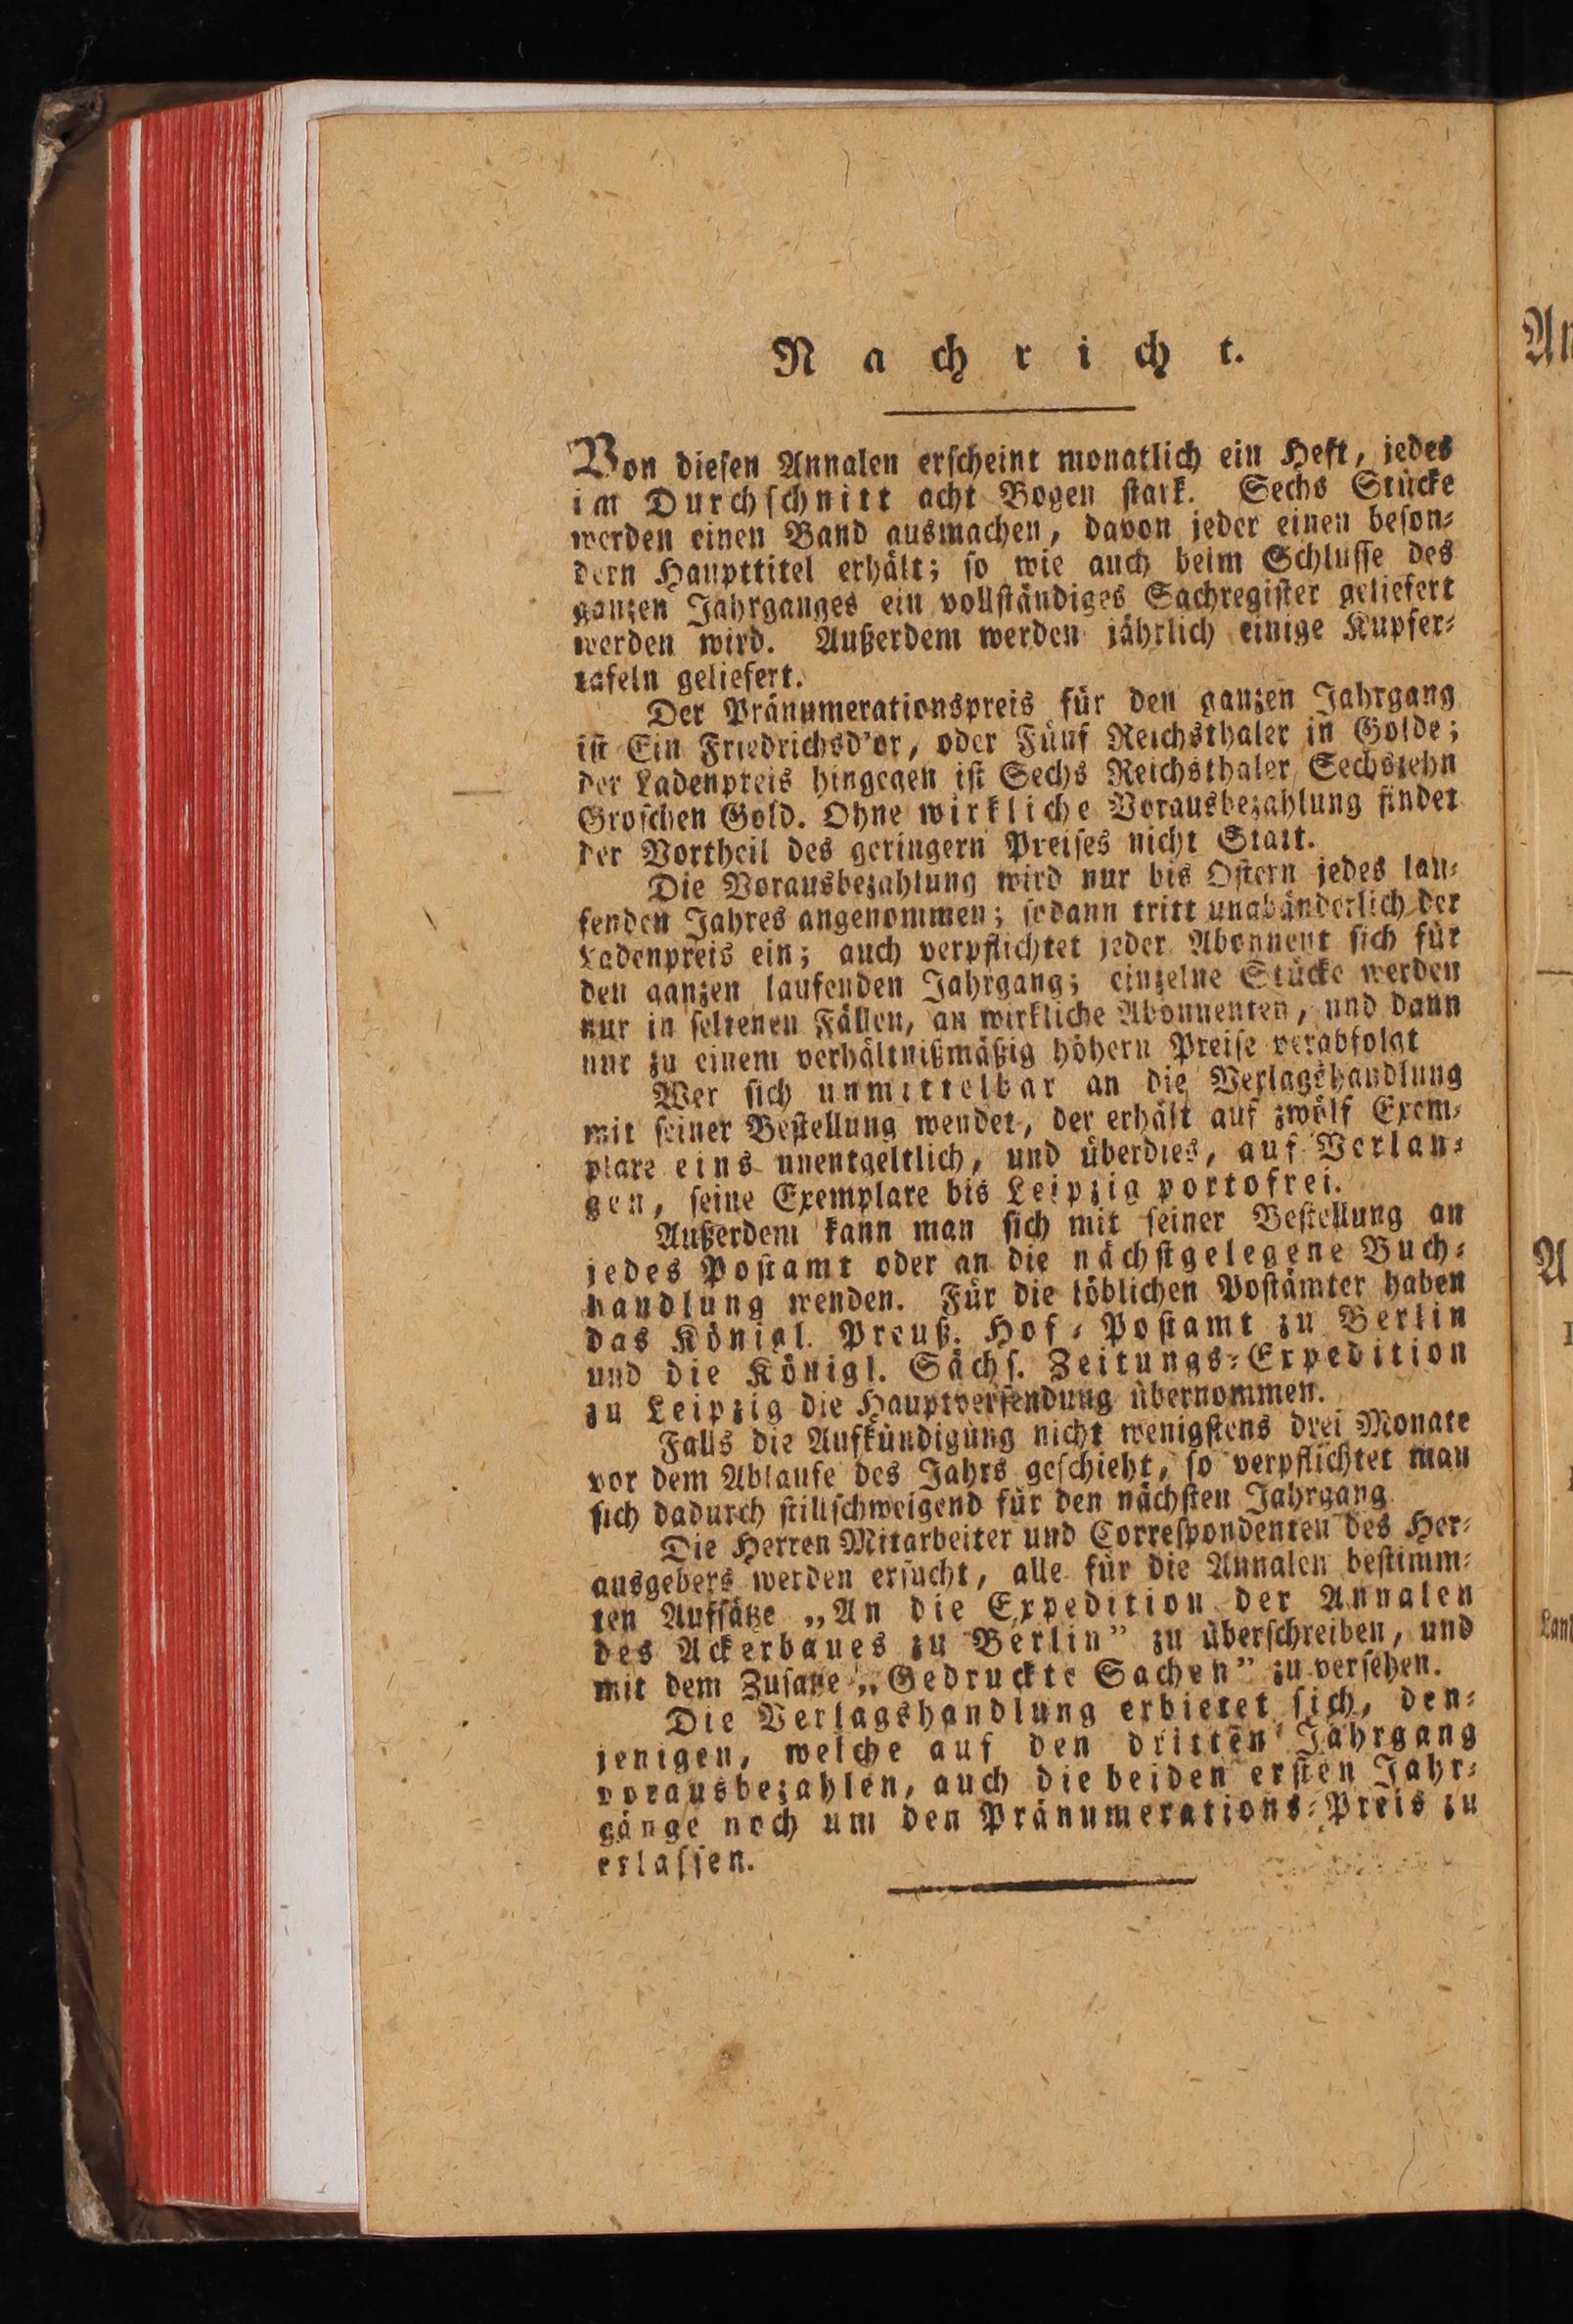 Nachricht.
Von dieſen Annalen erſcheint monatlich ein Heft, jedes
im Durchſchnitt acht Bogen ſtark. Sechs Stücke
werden einen Band ausmachen, davon jeder einen beſon⸗
dern Haupttitel erhält; ſo wie auch beim Schluſſe des
ganzen Jahrganges ein vollſtändiges Sachregiſter geliefert
werden wird. Außerdem werden jährlich einige Kupfer⸗
tafeln geliefert.
Der Pränumerationspreis für den ganzen Jahrgang
iſt Ein Friedrichsd'or, oder Fünf Reichsthaler in Golde;
der Ladenpreis hingegen iſt Sechs Reichsthaler Sechszehn
Groſchen Gold. Ohne wirkliche Vorausbezahlung findet
der Vortheil des geringern Preiſes nicht Statt.
Die Vorausbezahlung wird nur bis Oſtern jedes lau⸗
fenden Jahres angenommen; ſodann tritt unabänderlich der
Ladenpreis ein; auch verpflichtet jeder Abonnent ſich für
den ganzen laufenden Jahrgang; einzelne Stücke werden
nur in ſeltenen Fällen, an wirkliche Abonnenten, und dann
nur zu einem verhältnißmäßig höhern Preiſe verabfolgt
Wer ſich unmittelbar an die Verlagshandlung
mit ſeiner Beſtellung wendet, der erhält auf zwölf Exem⸗
plare eins unentgeltlich, und überdies, auf Verlan⸗
gen, ſeine Exemplare bis Leipzig portofrei.
Außerdem kann man ſich mit ſeiner Beſtellung an
jedes Poſtamt oder an die nächſtgelegene Buch⸗
handlung wenden. Für die löblichen Poſtämter haben
das Königl. Preuß. Hof⸗Poſtamt zu Berlin
und die Königl. Sächſ. Zeitungs⸗Expedition
zu Leipzig die Hauptverſendung übernommen.
Falls die Aufkündigung nicht wenigſtens drei Monate
vor dem Ablaufe des Jahrs geſchieht, ſo verpflichtet man
ſich dadurch ſtillſchweigend für den nächſten Jahrgang.
Die Herren Mitarbeiter und Correſpondenten des Her⸗
ausgebers werden erſucht, alle für die Annalen beſtimm⸗
ten Aufſätze „An die Expedition der Annalen
des Ackerbaues zu Berlin” zu überſchreiben, und
mit dem Zuſatze „Gedruckte Sachen” zu verſehen.
Die Verlagshandlung erbietet ſich, den⸗
jenigen, welche auf den dritten Jahrgang
vorausbezahlen, auch die beiden erſten Jahr⸗
gänge noch um den Pränumerations⸗Preis zu
erlaſſen.